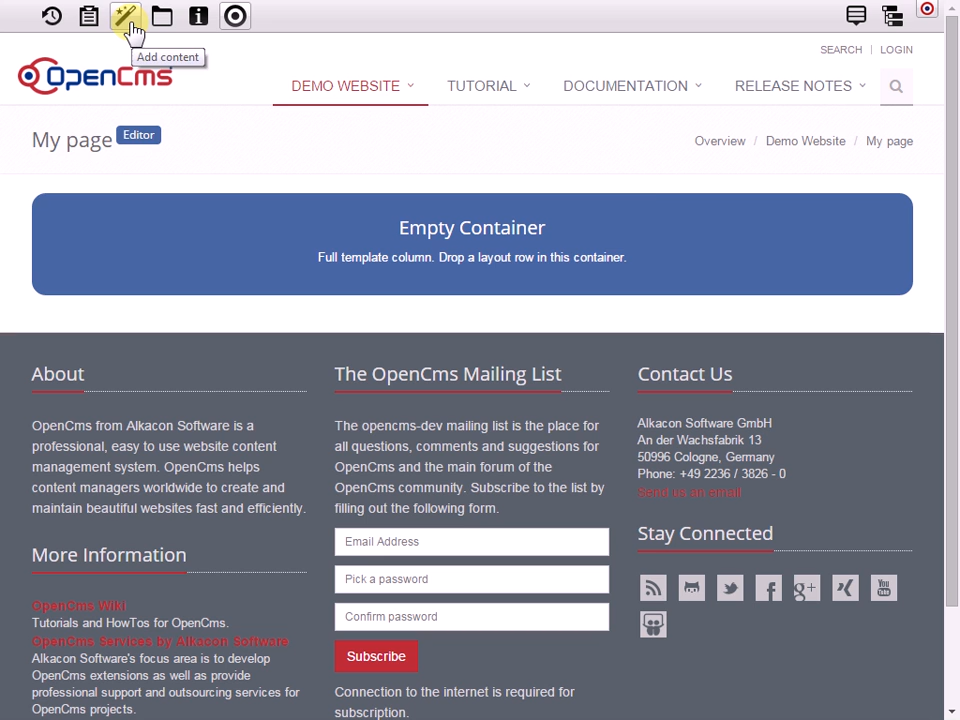 Add content
SEARCH | LOGIN
OpenCms
DEMO WEBSITE
TUTORIAL
DOCUMENTATION
RELEASE NOTES
My page Editor
Overview / Demo Website / My page
Empty Container
Full template column. Drop a layout row in this container.
About
OpenCms from Alkacon Software is a
professional, easy to use website content
management system. OpenCms helps
content managers worldwide to create and
maintain beautiful websites fast and efficiently.
More Information
OpenCms Wiki
Tutorials and HowTos for OpenCms.
OpenCms Services by Alkacon Software
Alkacon Software's focus area is to develop
OpenCms extensions as well as provide
professional support and outsourcing services for
OpenCms projects.
The OpenCms Mailing List
The opencms-dev mailing list is the place for
all questions, comments and suggestions for
OpenCms and the main forum of the
OpenCms community. Subscribe to the list by
filling out the following form.
Email Address
Pick a password
Confirm password
Subscribe
Connection to the internet is required for
subscription.
Contact Us
Alkacon Software GmbH
An der Wachsfabrik 13
50996 Cologne, Germany
Phone: +49 2236 / 3826 - 0
Send us an email
Stay Connected
You
Tube